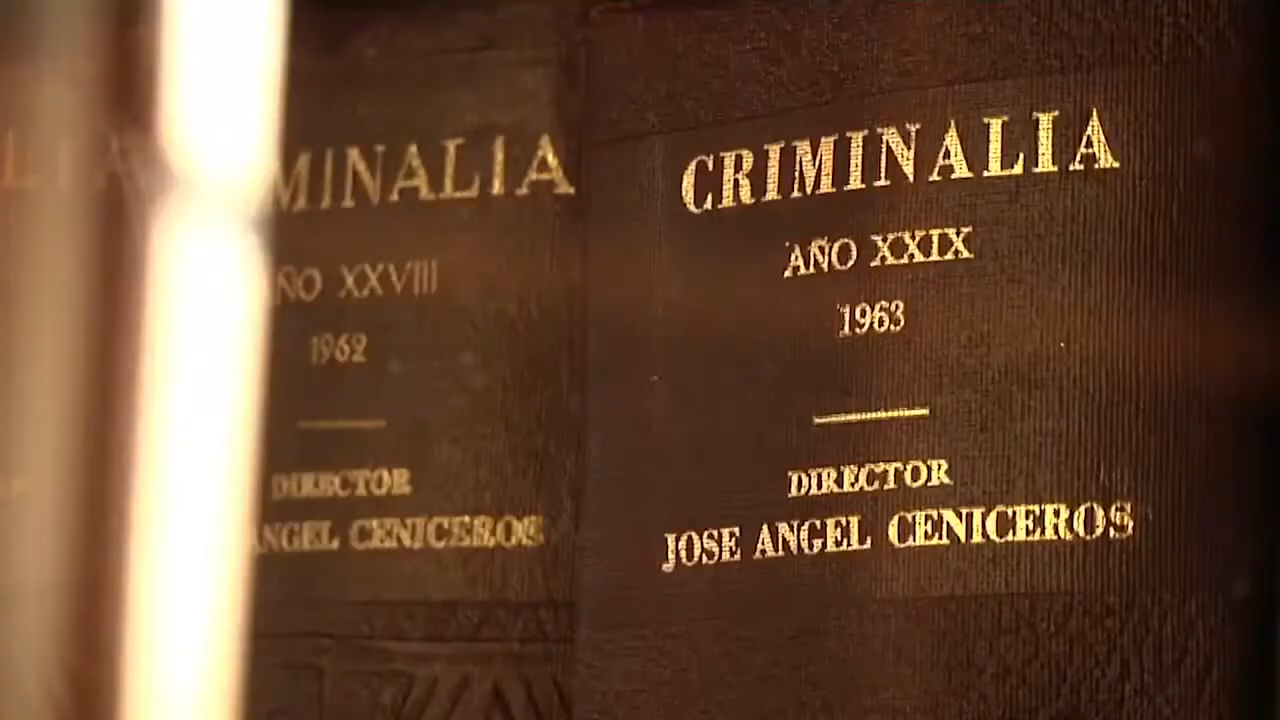 MINALIA
ÑO XXVIII
1962
DIRECTOR
ANGEL CENICEROS
CRIMINALIA
AÑO XXIX
1963
DIRECTOR
JOSE ANGEL CENICEROS